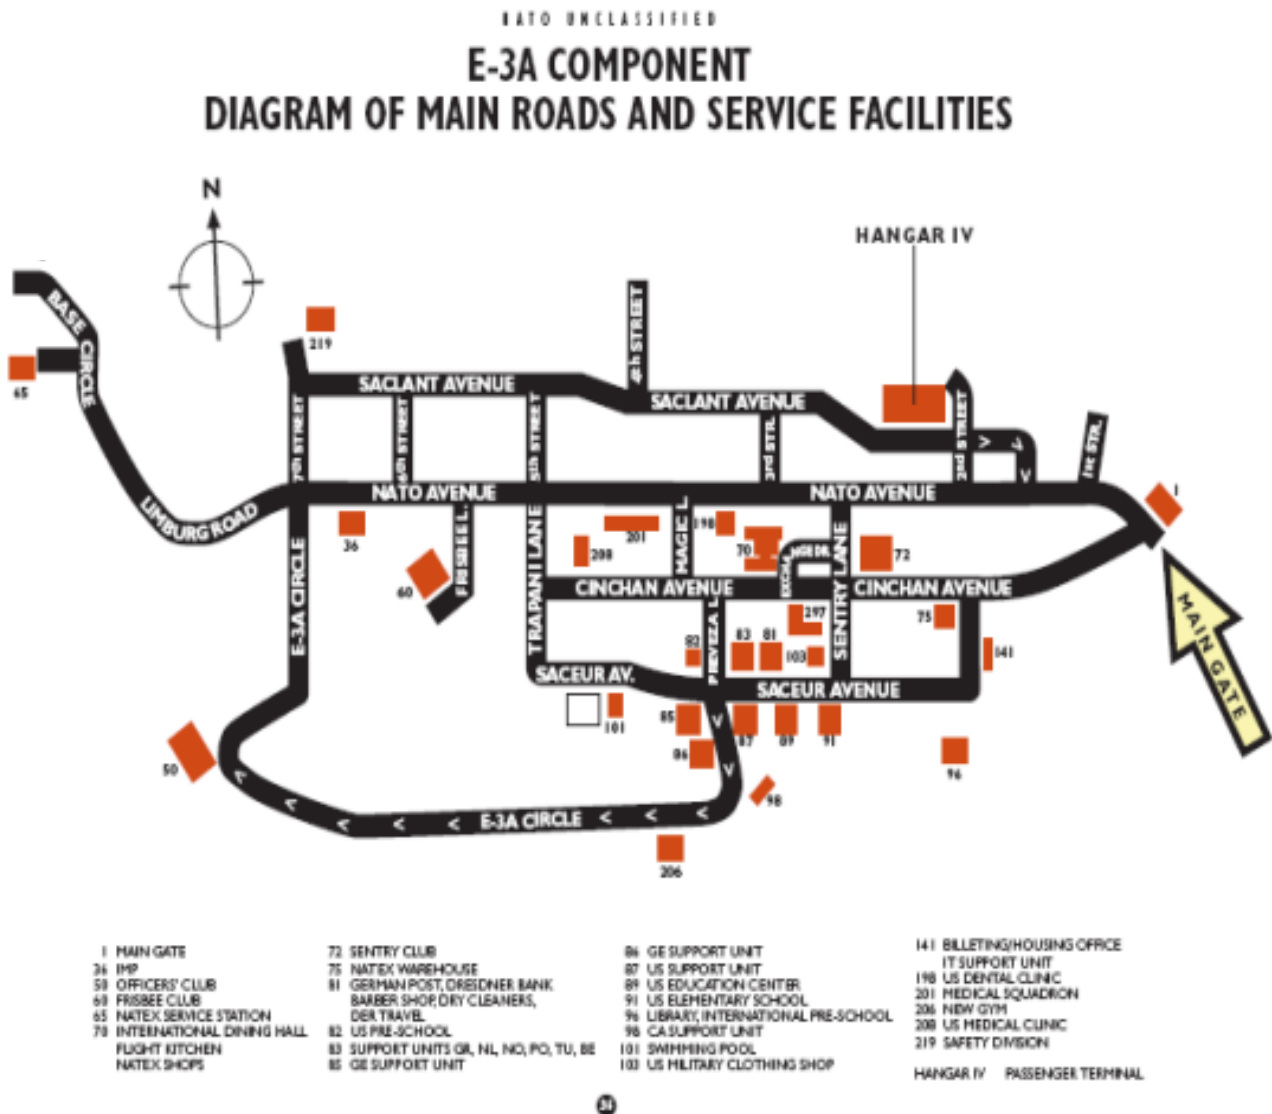 NATO UNCLASSIFIED
E-3A COMPONENT
DIAGRAM OF MAIN ROADS AND SERVICE FACILITIES
N
HANGAR IV
BASE CIRCLE
65
219
4th STREET
SACLANT AVENUE
SACLANT AVENUE
7th STREET
6th STREET
5th STREET
3rd STR.
2nd STREET
1st STR.
LIMBURG ROAD
NATO AVENUE
NATO AVENUE
1
36
FRISBEE L.
60
TRAPANI LANE
208
201
MAGIC L.
198
70
EXCHANGE DR.
SENTRY LANE
72
E-3A CIRCLE
CINCHAN AVENUE
CINCHAN AVENUE
MAIN GATE
PREVEZA L.
82
83
81
297
103
75
141
SACEUR AV.
SACEUR AVENUE
101
85
86
87
89
91
96
50
98
E-3A CIRCLE
206
1 MAIN GATE
36 IMP
50 OFFICERS' CLUB
60 FRISBEE CLUB
65 NATEX SERVICE STATION
70 INTERNATIONAL DINING HALL
FLIGHT KITCHEN
NATEX SHOPS
72 SENTRY CLUB
75 NATEX WAREHOUSE
81 GERMAN POST, DRESDNER BANK
BARBER SHOP, DRY CLEANERS,
DER TRAVEL
82 US PRE-SCHOOL
83 SUPPORT UNITS GR, NL, NO, PO, TU, BE
85 GE SUPPORT UNIT
86 GE SUPPORT UNIT
87 US SUPPORT UNIT
89 US EDUCATION CENTER
91 US ELEMENTARY SCHOOL
96 LIBRARY, INTERNATIONAL PRE-SCHOOL
98 CA SUPPORT UNIT
101 SWIMMING POOL
103 US MILITARY CLOTHING SHOP
141 BILLETING/HOUSING OFFICE
IT SUPPORT UNIT
198 US DENTAL CLINIC
201 MEDICAL SQUADRON
206 NEW GYM
208 US MEDICAL CLINIC
219 SAFETY DIVISION
HANGAR IV PASSENGER TERMINAL